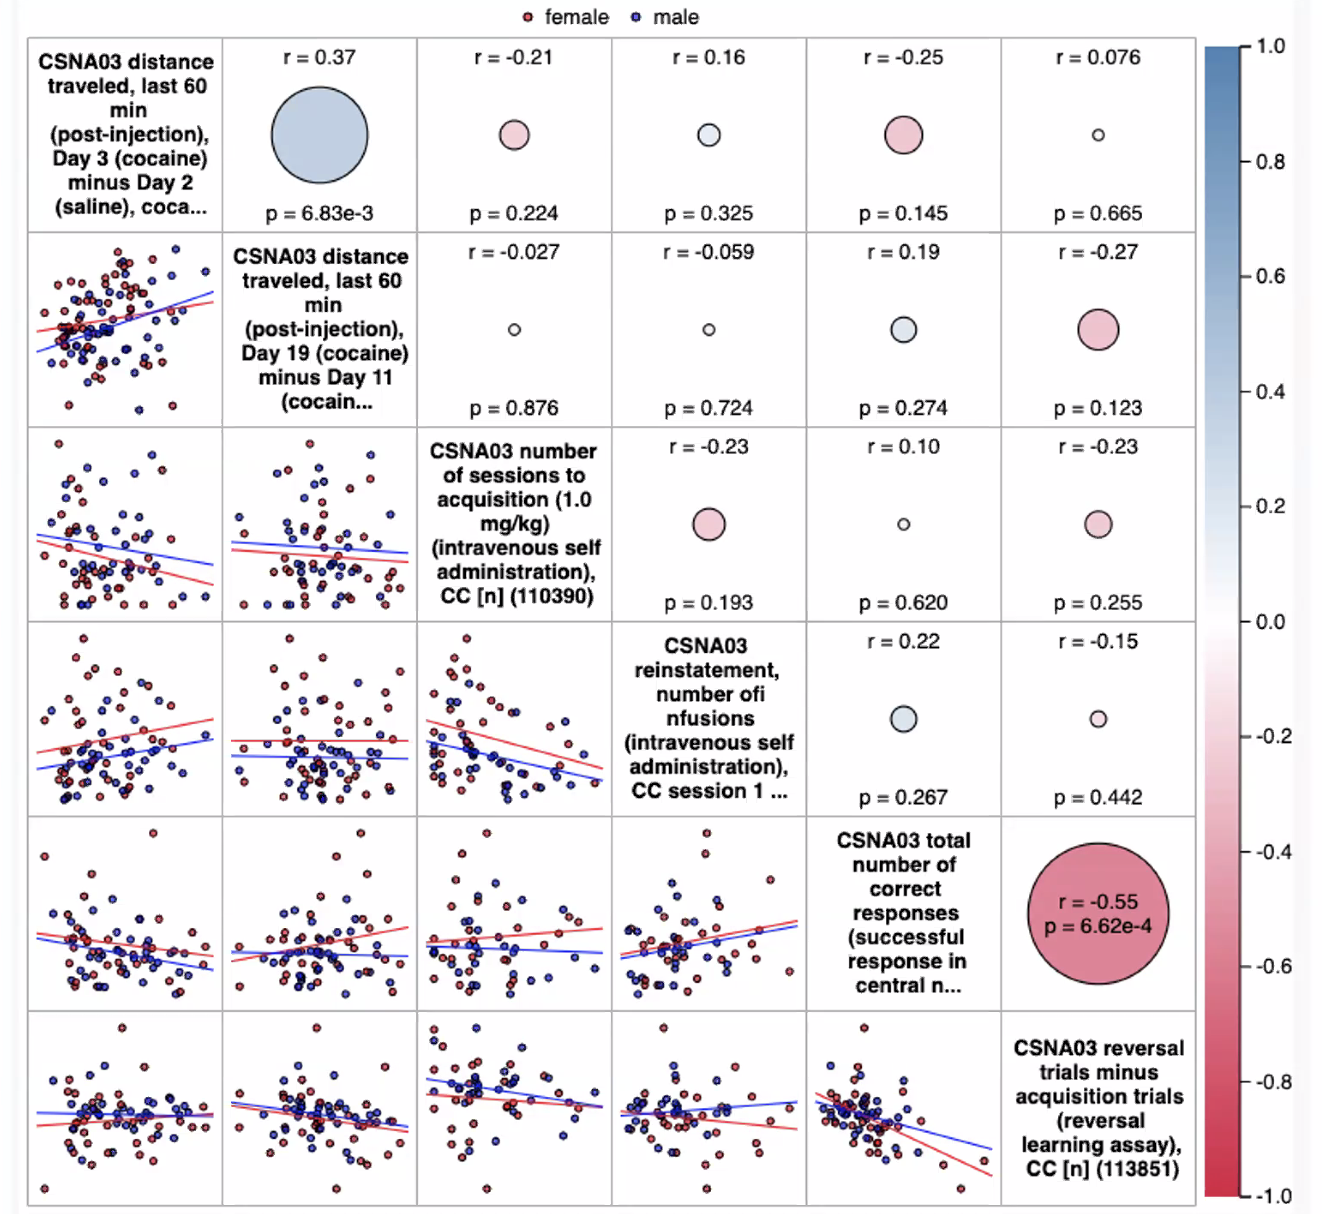 female male
CSNA03 distance
traveled, last 60
min
(post-injection),
Day 3 (cocaine)
minus Day 2
(saline), coca...
r = 0.37
p = 6.83e-3
r = -0.21
p = 0.224
r = 0.16
p = 0.325
r = -0.25
p = 0.145
r = 0.076
p = 0.665
CSNA03 distance
traveled, last 60
min
(post-injection),
Day 19 (cocaine)
minus Day 11
(cocain...
r = -0.027
p = 0.876
r = -0.059
p = 0.724
r = 0.19
p = 0.274
r = -0.27
p = 0.123
CSNA03 number
of sessions to
acquisition (1.0
mg/kg)
(intravenous self
administration),
CC [n] (110390)
r = -0.23
p = 0.193
r = 0.10
p = 0.620
r = -0.23
p = 0.255
CSNA03
reinstatement,
number ofi
nfusions
(intravenous self
administration),
CC session 1 ...
r = 0.22
p = 0.267
r = -0.15
p = 0.442
CSNA03 total
number of
correct
responses
(successful
response in
central n...
r = -0.55
p = 6.62e-4
CSNA03 reversal
trials minus
acquisition trials
(reversal
learning assay),
CC [n] (113851)
1.0
0.8
0.6
0.4
0.2
0.0
-0.2
-0.4
-0.6
-0.8
-1.0